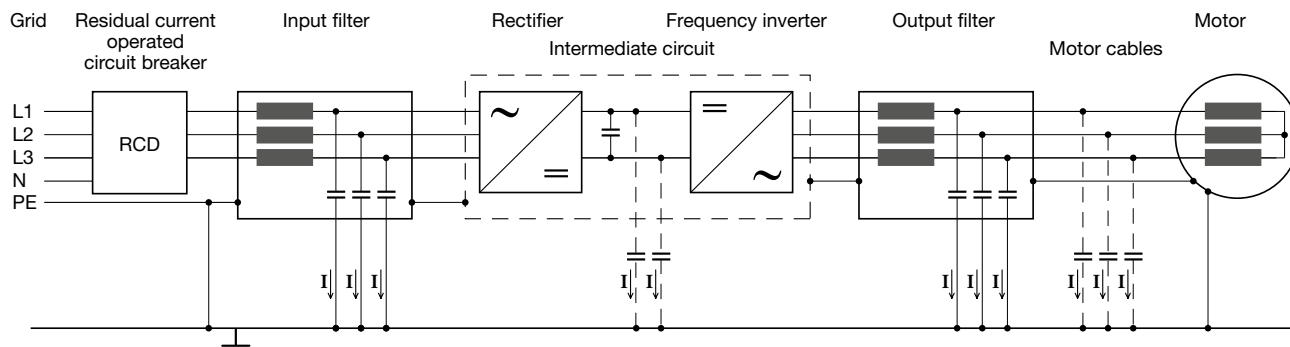 Grid
Residual current
operated
circuit breaker
Input filter
Rectifier
Frequency inverter
Intermediate circuit
Output filter
Motor cables
Motor
L1
L2
L3
N
PE
RCD
I
I
I
I
I
I
I
I
I
I
I